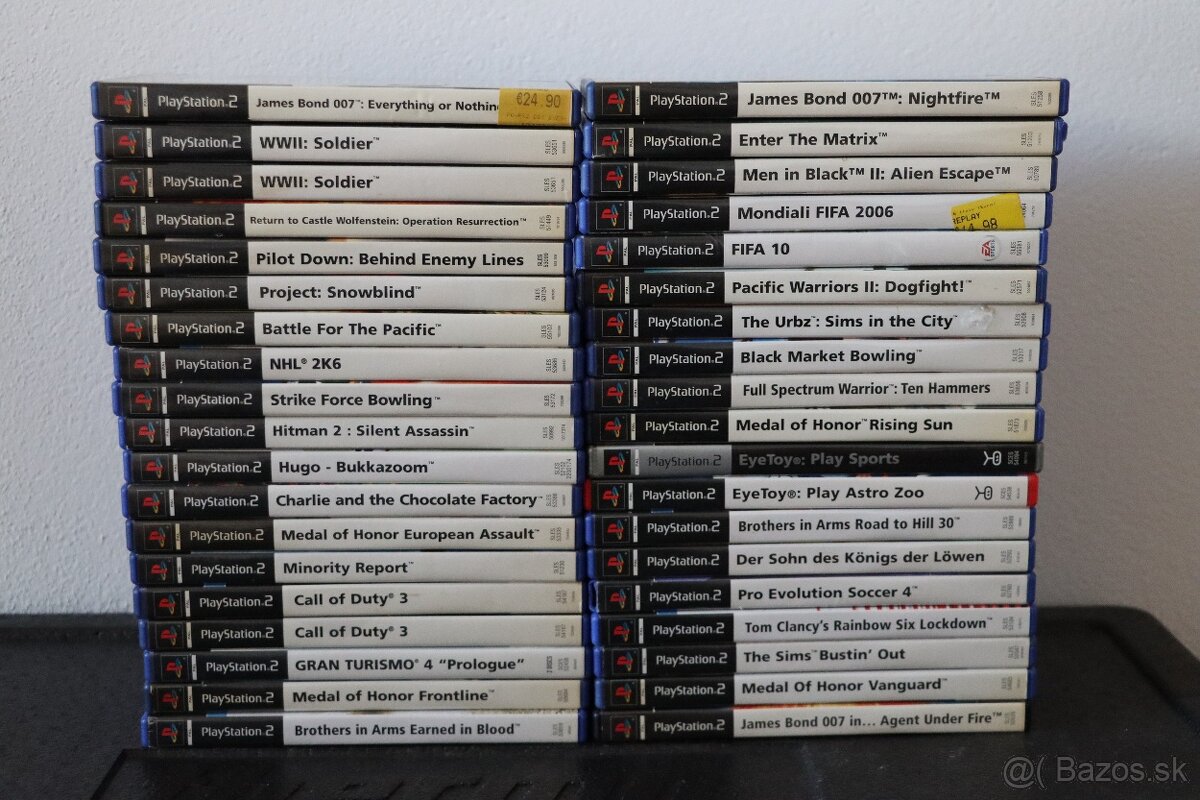 PlayStation.2 James Bond 007™: Everything or Nothin
€24.90
PlayStation.2 WWII: Soldier™
PlayStation.2 WWII: Soldier™
PlayStation.2 Return to Castle Wolfenstein: Operation Resurrection™
PlayStation.2 Pilot Down: Behind Enemy Lines
PlayStation.2 Project: Snowblind™
PlayStation.2 Battle For The Pacific™
PlayStation.2 NHL® 2K6
PlayStation.2 Strike Force Bowling™
PlayStation.2 Hitman 2 : Silent Assassin™
PlayStation.2 Hugo - Bukkazoom™
PlayStation.2 Charlie and the Chocolate Factory™
PlayStation.2 Medal of Honor European Assault™
PlayStation.2 Minority Report™
PlayStation.2 Call of Duty® 3
PlayStation.2 Call of Duty® 3
PlayStation.2 GRAN TURISMO® 4 “Prologue”
PlayStation.2 Medal of Honor Frontline™
PlayStation.2 Brothers in Arms Earned in Blood™
PlayStation.2 James Bond 007™: Nightfire™
PlayStation.2 Enter The Matrix™
PlayStation.2 Men in Black™ II: Alien Escape™
PlayStation.2 Mondiali FIFA 2006
REPLAY
PlayStation.2 FIFA 10
EA
PlayStation.2 Pacific Warriors II: Dogfight!™
PlayStation.2 The Urbz™: Sims in the City™
PlayStation.2 Black Market Bowling™
PlayStation.2 Full Spectrum Warrior™: Ten Hammers
PlayStation.2 Medal of Honor™ Rising Sun
PlayStation.2 EyeToy®: Play Sports
PlayStation.2 EyeToy®: Play Astro Zoo
PlayStation.2 Brothers in Arms Road to Hill 30™
PlayStation.2 Der Sohn des Königs der Löwen
PlayStation.2 Pro Evolution Soccer 4™
PlayStation.2 Tom Clancy's Rainbow Six Lockdown™
PlayStation.2 The Sims™ Bustin' Out
PlayStation.2 Medal Of Honor Vanguard™
PlayStation.2 James Bond 007 in... Agent Under Fire™
@( Bazos.sk